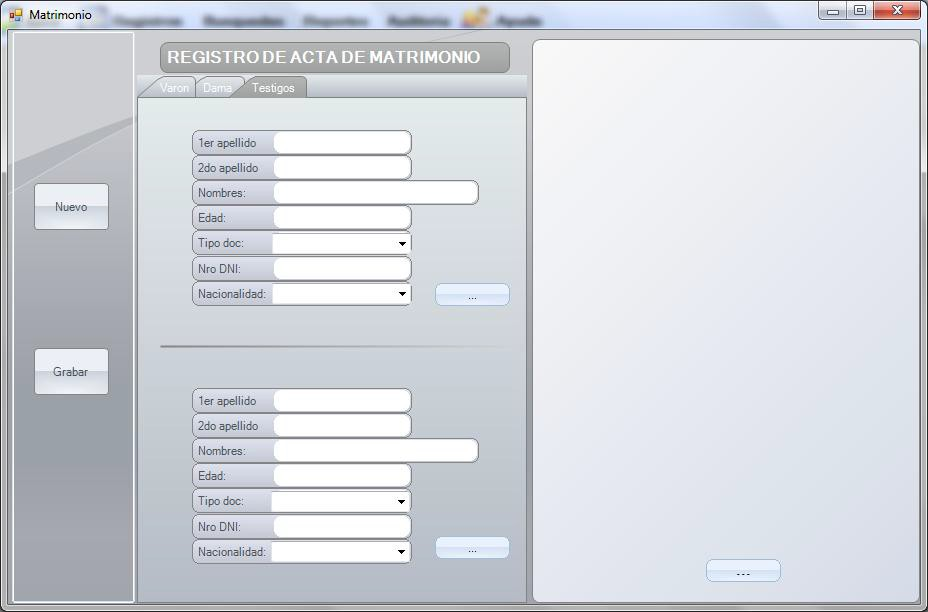 Matrimonio
Registros Busquedas Reportes Auditoria Ayuda
REGISTRO DE ACTA DE MATRIMONIO
Varon Dama Testigos
1er apellido
2do apellido
Nombres:
Edad:
Tipo doc:
Nro DNI:
Nacionalidad:
...
Nuevo
Grabar
1er apellido
2do apellido
Nombres:
Edad:
Tipo doc:
Nro DNI:
Nacionalidad:
...
...